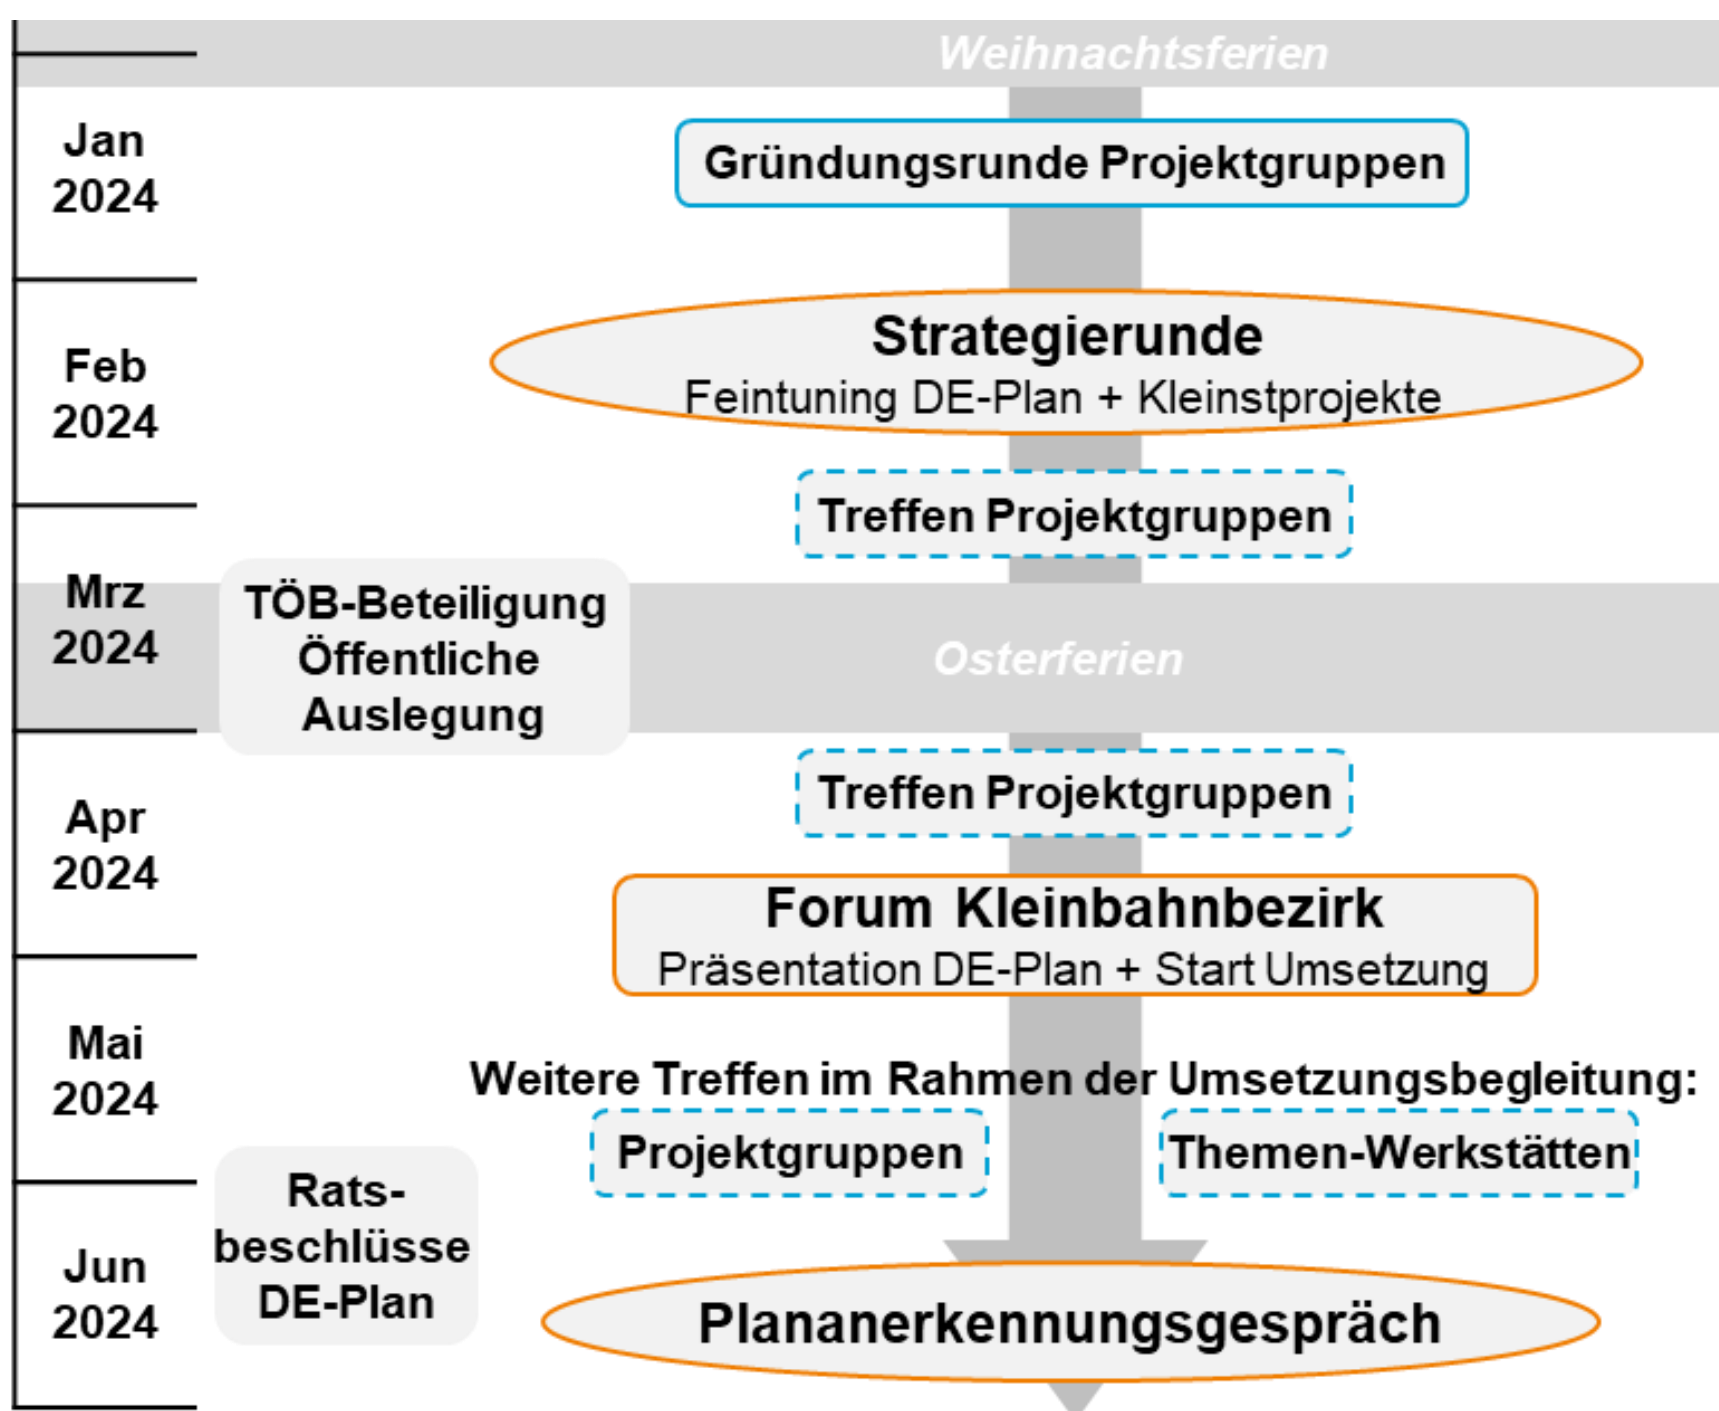 Weihnachtsferien
Jan
2024
Gründungsrunde Projektgruppen
Feb
2024
Strategierunde
Feintuning DE-Plan + Kleinstprojekte
Treffen Projektgruppen
Mrz
2024
TÖB-Beteiligung
Öffentliche
Auslegung
Osterferien
Treffen Projektgruppen
Apr
2024
Forum Kleinbahnbezirk
Präsentation DE-Plan + Start Umsetzung
Mai
2024
Weitere Treffen im Rahmen der Umsetzungsbegleitung:
Projektgruppen
Themen-Werkstätten
Rats-
beschlüsse
DE-Plan
Jun
2024
Plananerkennungsgespräch